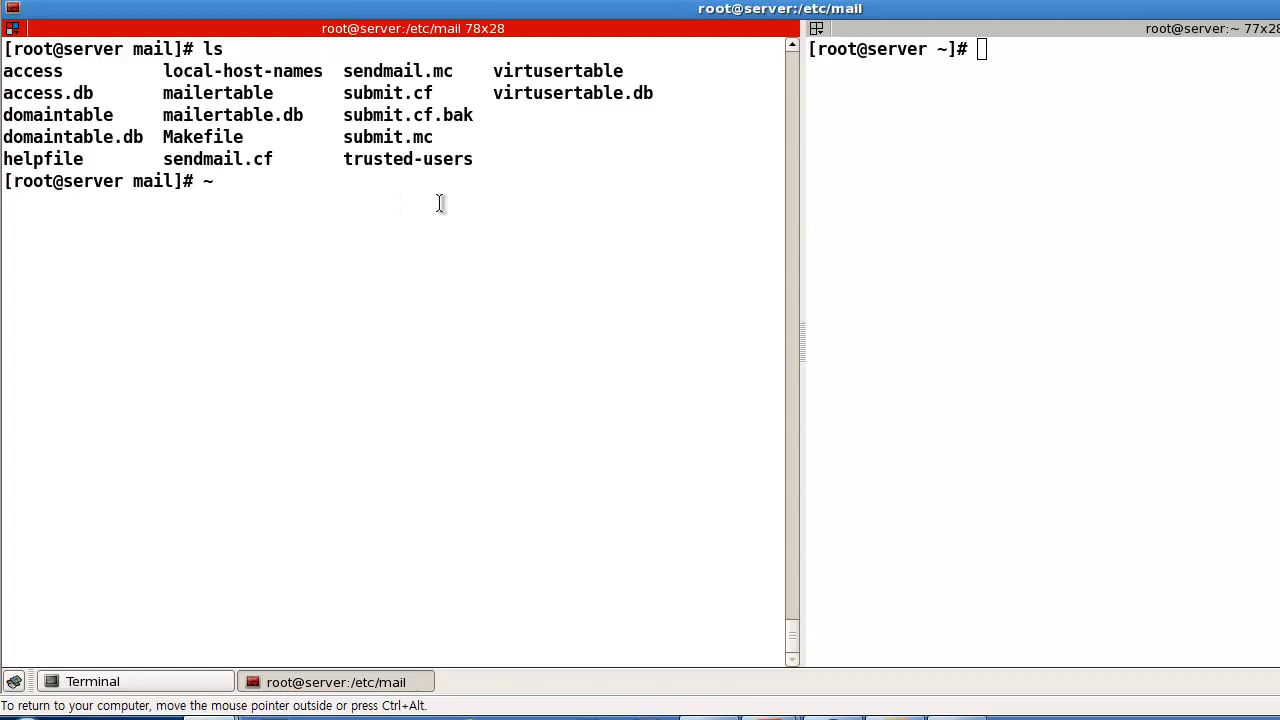 root@server:/etc/mail
root@server:/etc/mail 78x28
[root@server mail]# ls
access local-host-names sendmail.mc virtusertable
access.db mailertable submit.cf virtusertable.db
domaintable mailertable.db submit.cf.bak
domaintable.db Makefile submit.mc
helpfile sendmail.cf trusted-users
[root@server mail]# ~
root@server:~ 77x28
[root@server ~]#
Terminal
root@server:/etc/mail
To return to your computer, move the mouse pointer outside or press Ctrl+Alt.